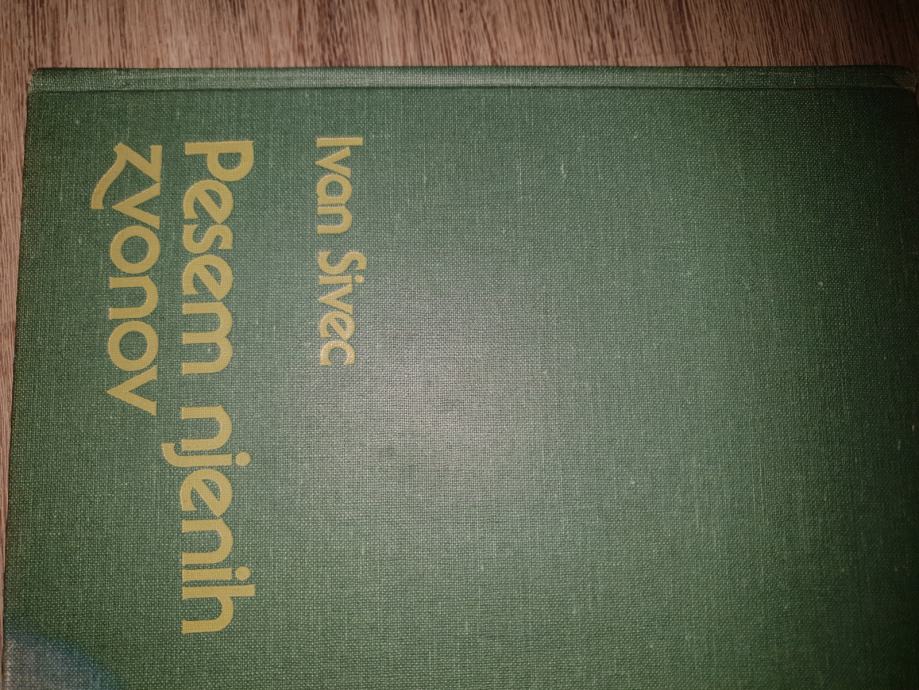 Ivan Sivec
Pesem njenih
zvonov